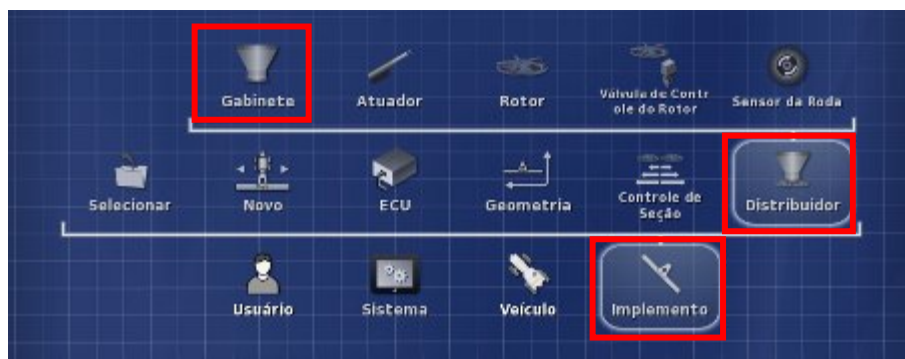 Gabinete
Atuador
Rotor
Válvula de Contr
ole do Rotor
Sensor da Roda
Selecionar
Novo
ECU
Geometria
Controle de
Seção
Distribuidor
Usuário
Sistema
Veículo
Implemento